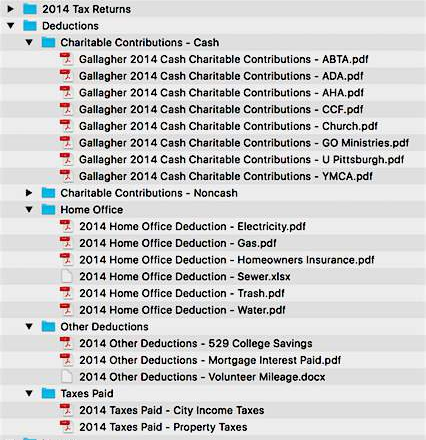 2014 Tax Returns
Deductions
Charitable Contributions - Cash
Gallagher 2014 Cash Charitable Contributions - ABTA.pdf
Gallagher 2014 Cash Charitable Contributions - ADA.pdf
Gallagher 2014 Cash Charitable Contributions - AHA.pdf
Gallagher 2014 Cash Charitable Contributions - CCF.pdf
Gallagher 2014 Cash Charitable Contributions - Church.pdf
Gallagher 2014 Cash Charitable Contributions - GO Ministries.pdf
Gallagher 2014 Cash Charitable Contributions - U Pittsburgh.pdf
Gallagher 2014 Cash Charitable Contributions - YMCA.pdf
Charitable Contributions - Noncash
Home Office
2014 Home Office Deduction - Electricity.pdf
2014 Home Office Deduction - Gas.pdf
2014 Home Office Deduction - Homeowners Insurance.pdf
2014 Home Office Deduction - Sewer.xlsx
2014 Home Office Deduction - Trash.pdf
2014 Home Office Deduction - Water.pdf
Other Deductions
2014 Other Deductions - 529 College Savings
2014 Other Deductions - Mortgage Interest Paid.pdf
2014 Other Deductions - Volunteer Mileage.docx
Taxes Paid
2014 Taxes Paid - City Income Taxes
2014 Taxes Paid - Property Taxes